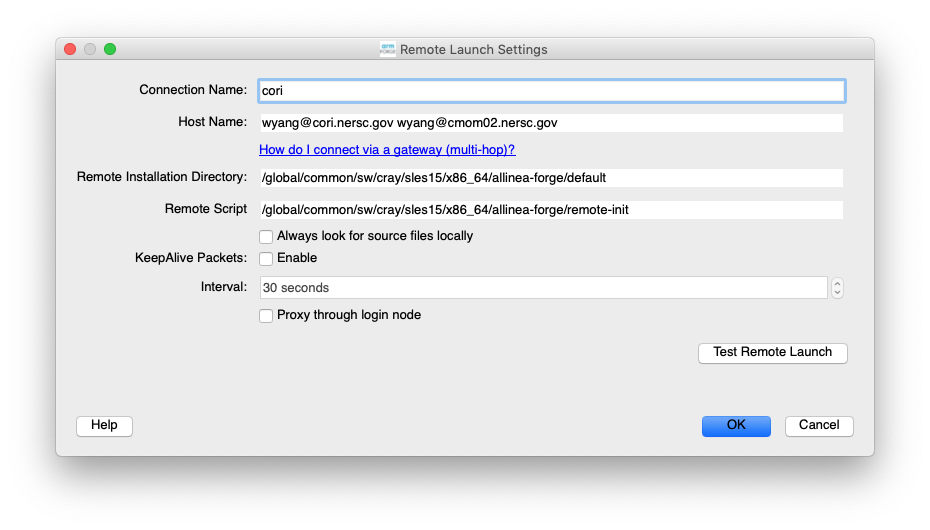 Remote Launch Settings
Connection Name: cori
Host Name: wyang@cori.nersc.gov wyang@cmom02.nersc.gov
How do I connect via a gateway (multi-hop)?
Remote Installation Directory: /global/common/sw/cray/sles15/x86_64/allinea-forge/default
Remote Script /global/common/sw/cray/sles15/x86_64/allinea-forge/remote-init
Always look for source files locally
KeepAlive Packets: Enable
Interval: 30 seconds
Proxy through login node
Test Remote Launch
Help OK Cancel